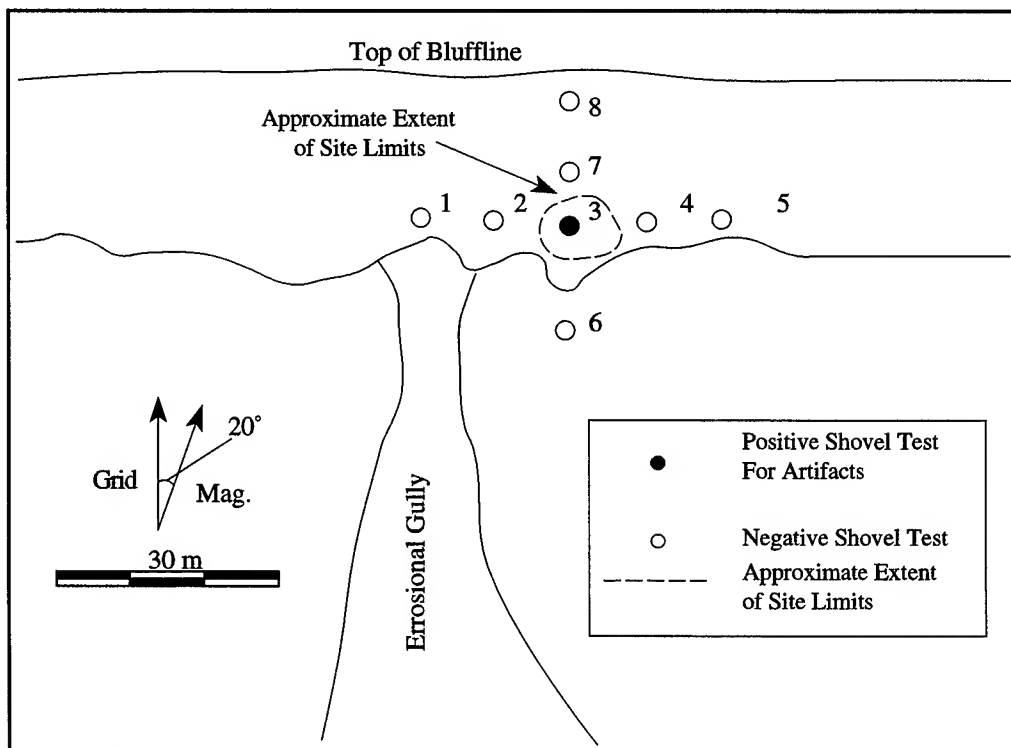 Top of Bluffline
8
Approximate Extent
of Site Limits
7
1
2
3
4
5
6
20°
Grid
Mag.
30 m
Errosional Gully
Positive Shovel Test
For Artifacts
Negative Shovel Test
Approximate Extent
of Site Limits